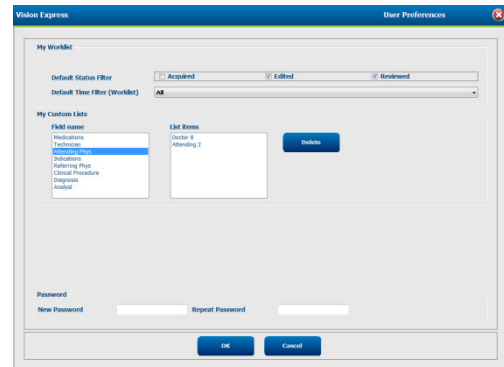 Vision Express User Preferences
My Worklist
Default Status Filter Acquired Edited Reviewed
Default Time Filter (Worklist) All
My Custom Lists
Field name List items
Medications
Technician
Attending Phys
Indications
Referring Phys
Clinical Procedure
Diagnosis
Analyst
Doctor 8
Attending 2
Delete
Password
New Password Repeat Password
OK Cancel